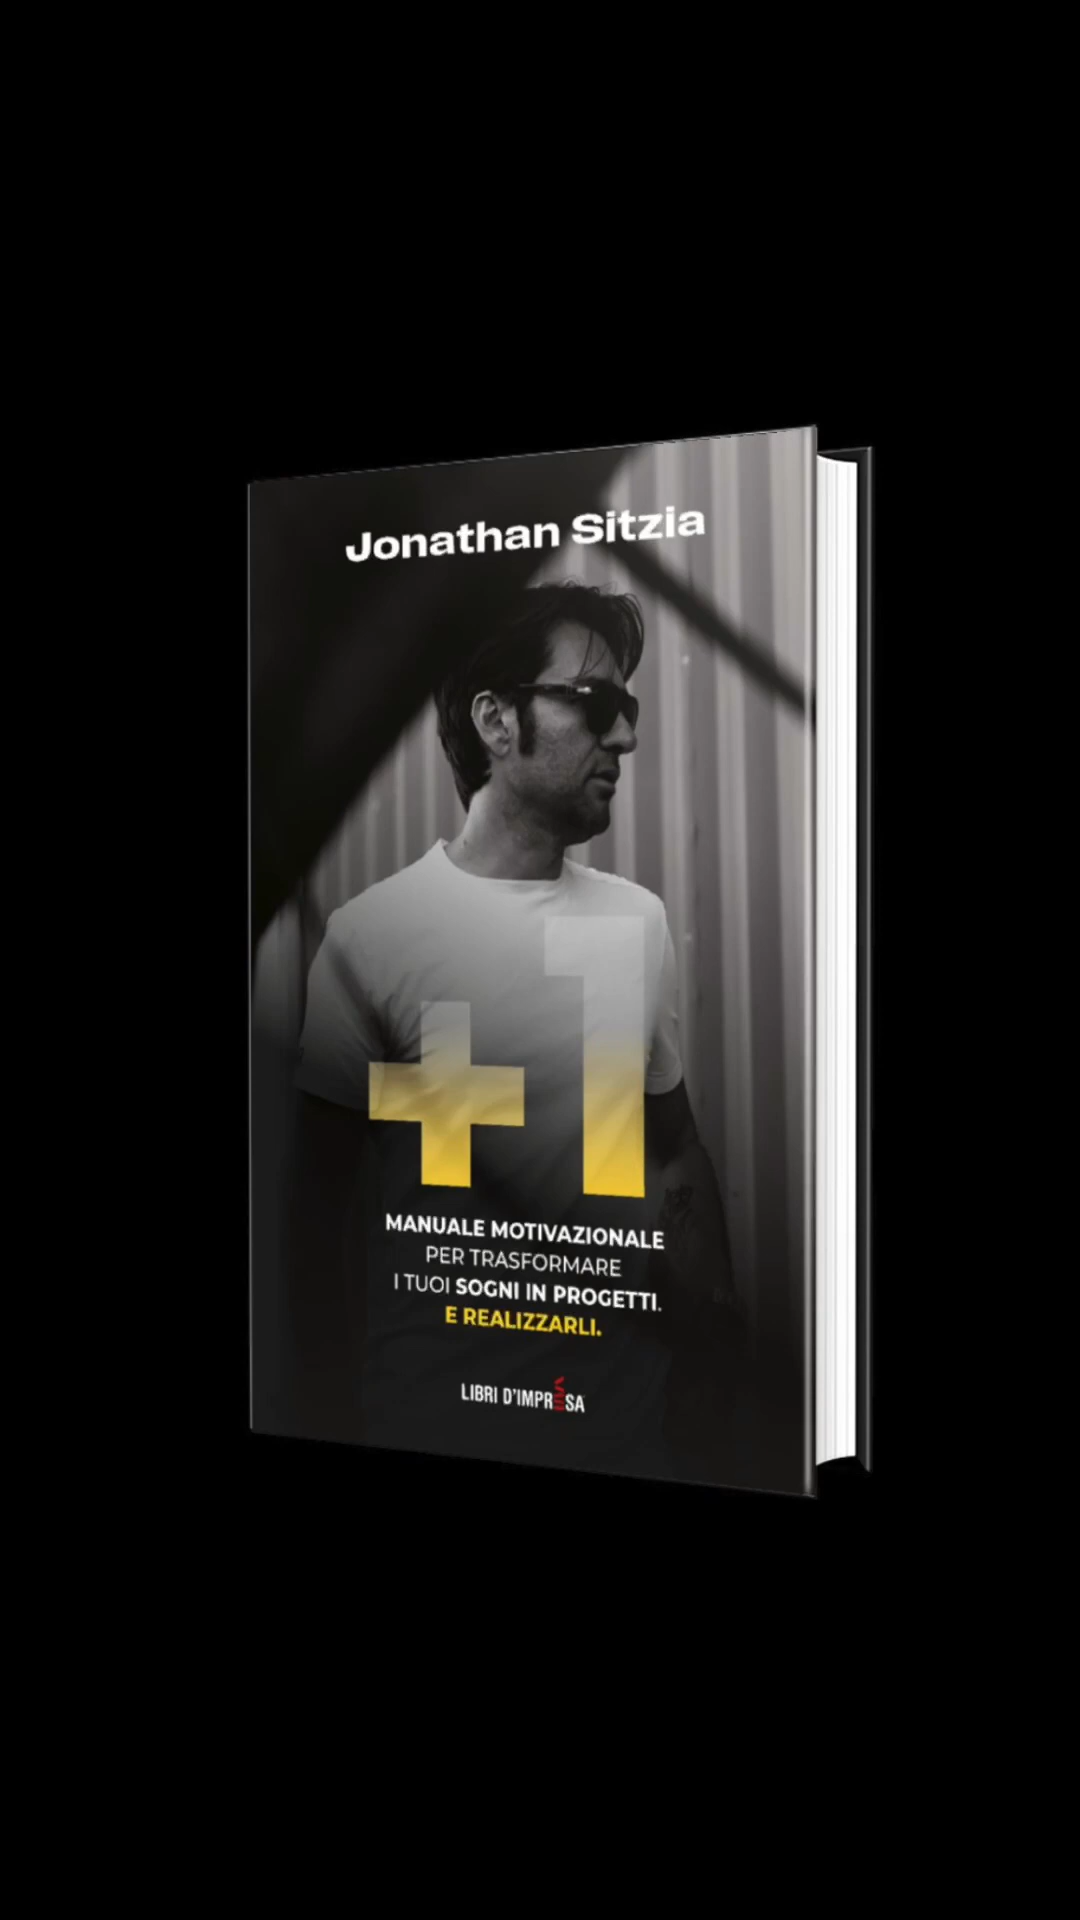 Jonathan Sitzia
+1
MANUALE MOTIVAZIONALE
PER TRASFORMARE
I TUOI SOGNI IN PROGETTI.
E REALIZZARLI.
LIBRI D'IMPRESA